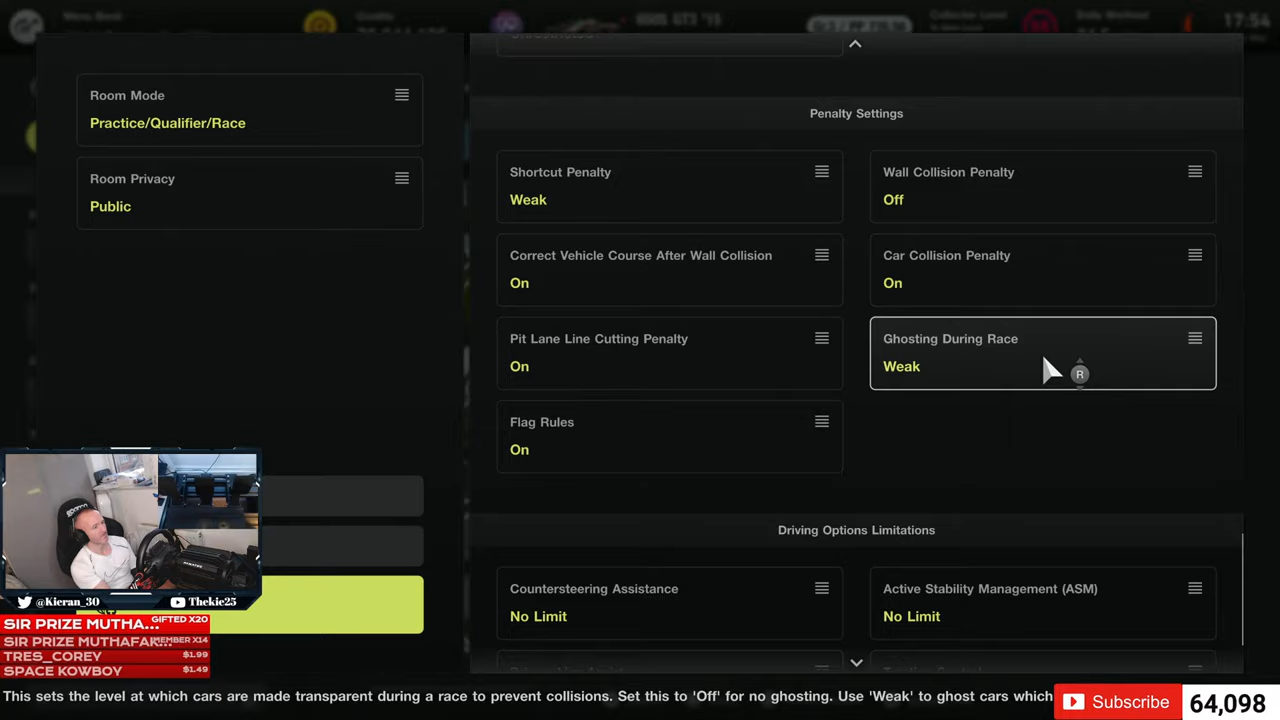 17:54
Room Mode
Practice/Qualifier/Race
Room Privacy
Public
Penalty Settings
Shortcut Penalty
Weak
Wall Collision Penalty
Off
Correct Vehicle Course After Wall Collision
On
Car Collision Penalty
On
Pit Lane Line Cutting Penalty
On
Ghosting During Race
Weak
R
Flag Rules
On
Driving Options Limitations
Countersteering Assistance
No Limit
Active Stability Management (ASM)
No Limit
@Kieran_30
Thekie25
SIR PRIZE MUTHA... GIFTED X20
SIR PRIZE MUTHAFAK... MEMBER X14
TRES_COREY $1.99
SPACE KOWBOY $1.49
This sets the level at which cars are made transparent during a race to prevent collisions. Set this to 'Off' for no ghosting. Use 'Weak' to ghost cars which
Subscribe 64,098